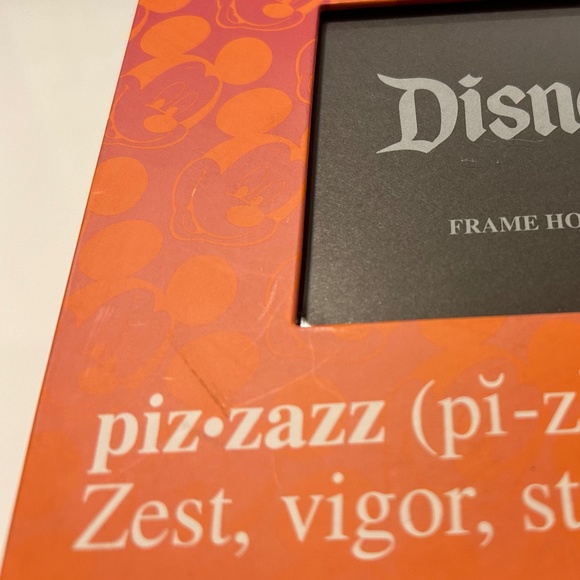 Disn
FRAME HO
piz•zazz (pĭ-z
Zest, vigor, st